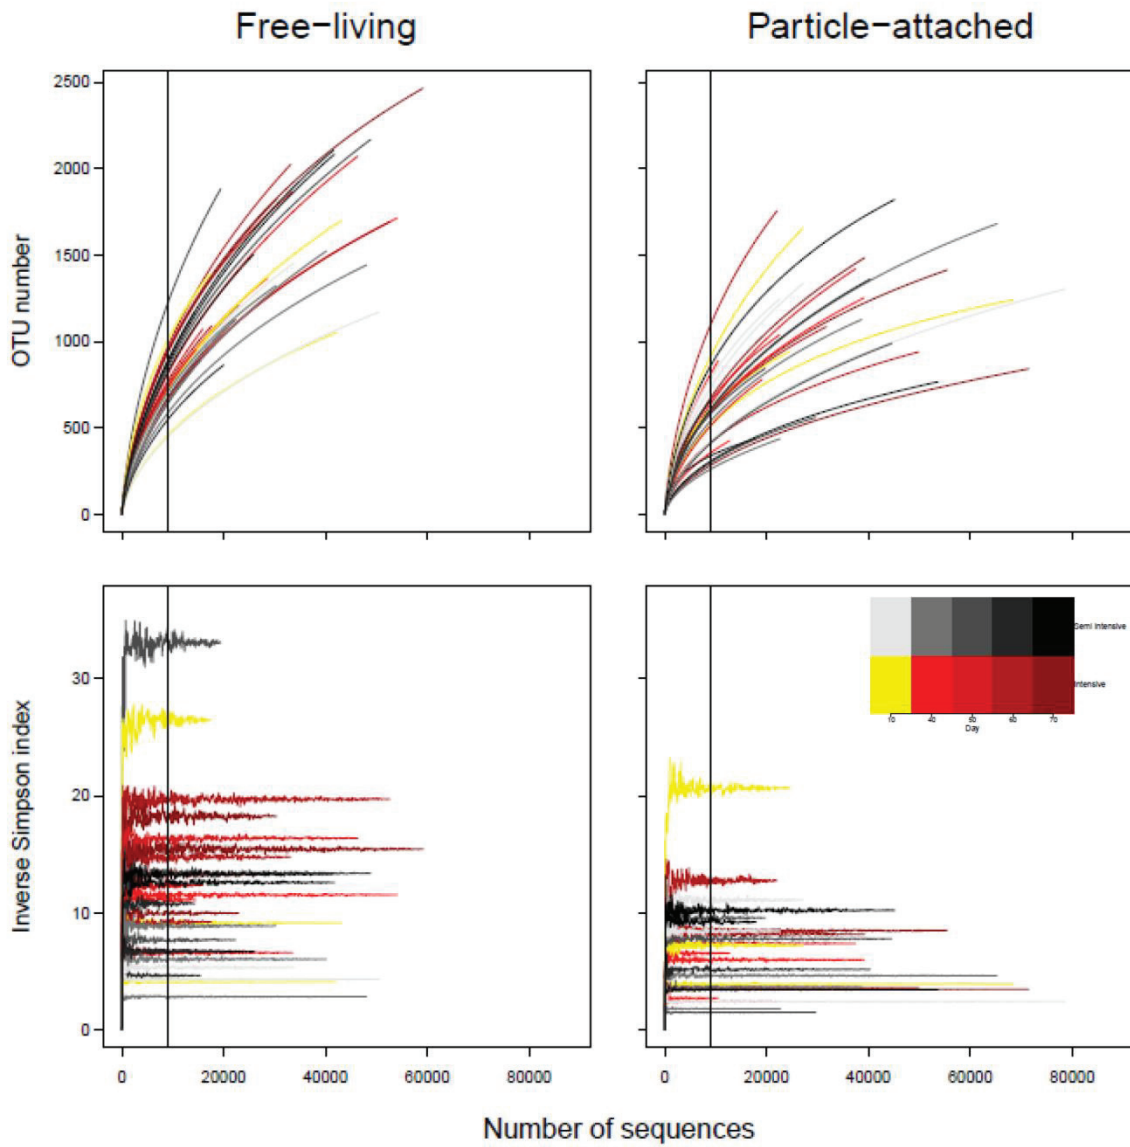 Free−living
Particle−attached
OTU number
2500
2000
1500
1000
500
0
Inverse Simpson index
30
20
10
0
Semi Intensive
Intensive
10 40 50 60 70
Day
0 20000 40000 60000 80000
0 20000 40000 60000 80000
Number of sequences